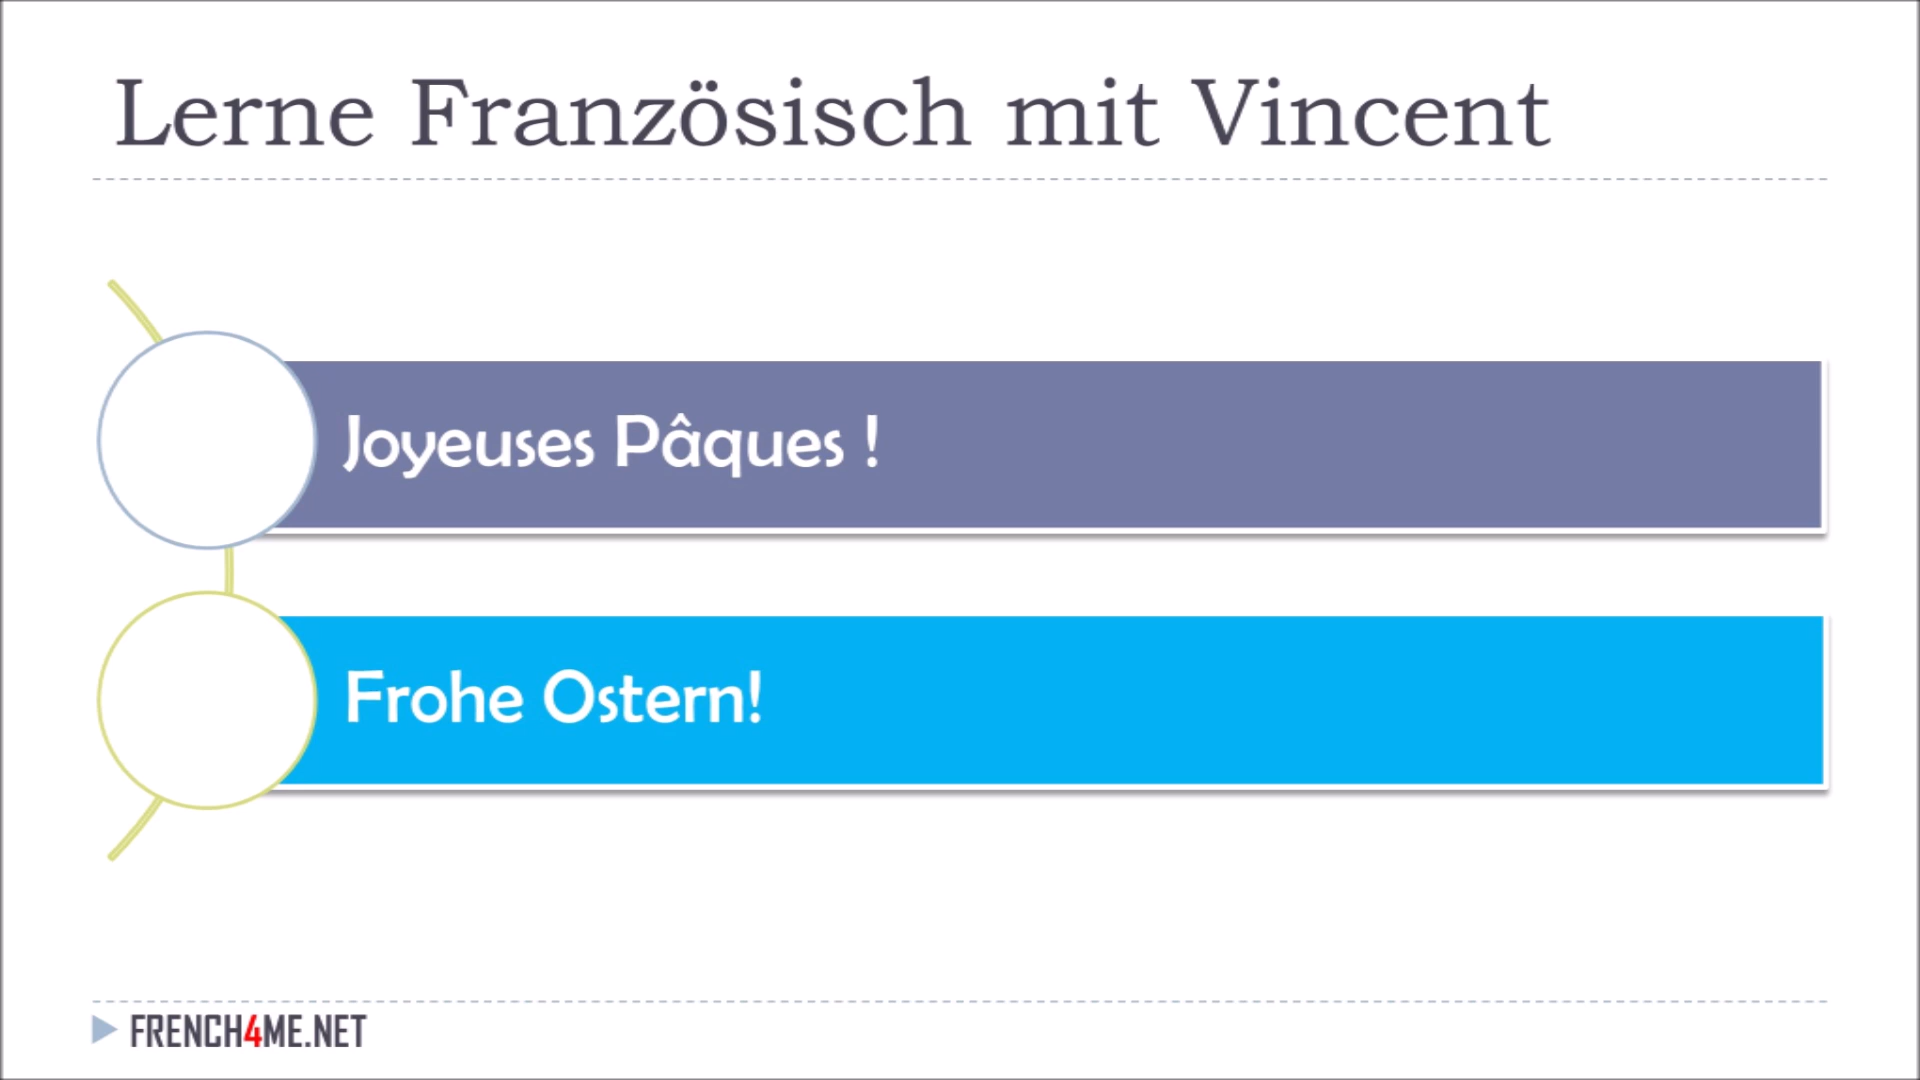 Lerne Französisch mit Vincent
Joyeuses Pâques !
Frohe Ostern!
FRENCH4ME.NET